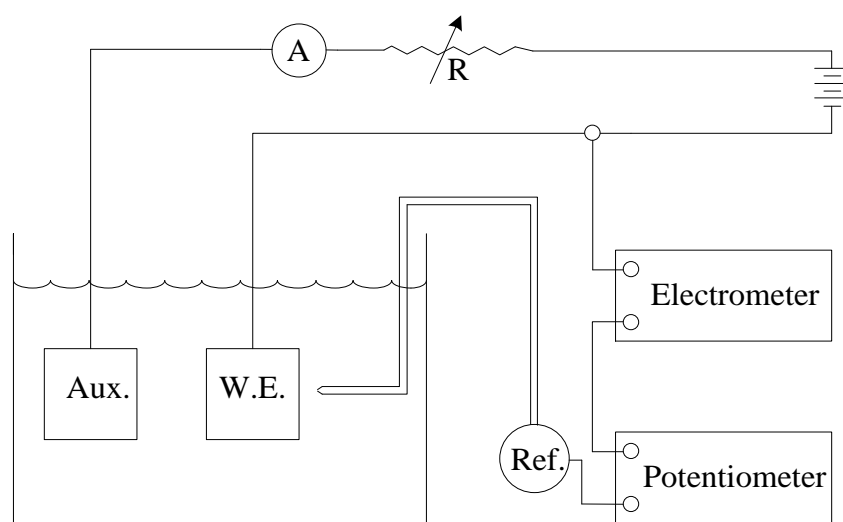 A
R
Electrometer
Aux.
W.E.
Ref.
Potentiometer